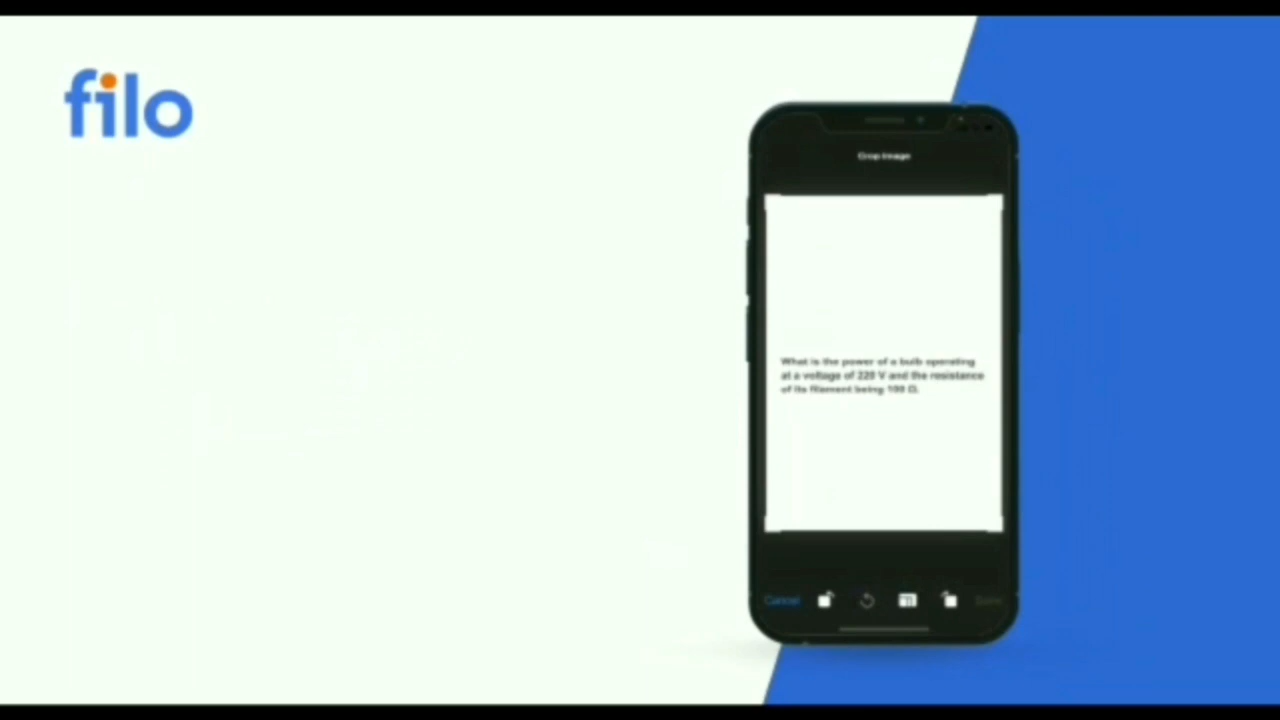 filo
Crop Image
What is the power of a bulb operating
at a voltage of 220 V and the resistance
of its filament being 100 Ω.
Cancel
Save